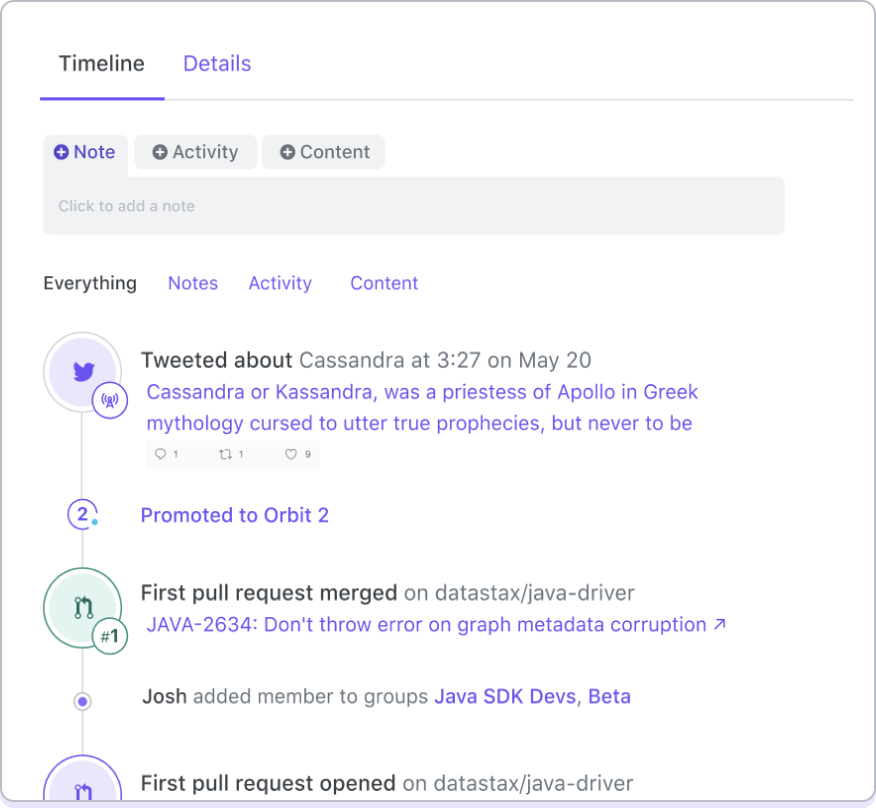 Timeline Details
Note Activity Content
Click to add a note
Everything Notes Activity Content
Tweeted about Cassandra at 3:27 on May 20
Cassandra or Kassandra, was a priestess of Apollo in Greek
mythology cursed to utter true prophecies, but never to be
1 1 9
2 Promoted to Orbit 2
First pull request merged on datastax/java-driver
JAVA-2634: Don't throw error on graph metadata corruption ↗
#1
Josh added member to groups Java SDK Devs, Beta
First pull request opened on datastax/java-driver